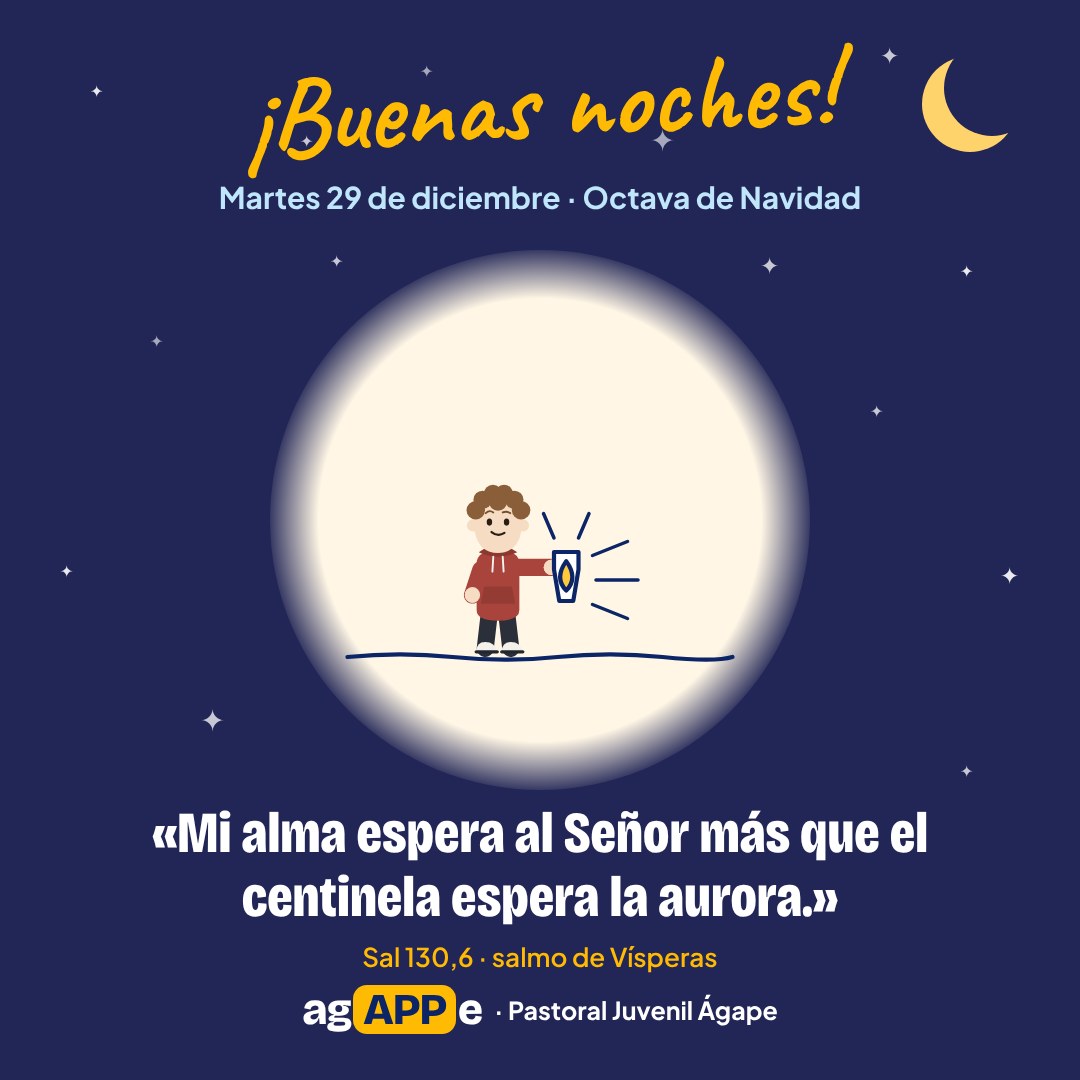 ¡Buenas noches!
Martes 29 de diciembre · Octava de Navidad
«Mi alma espera al Señor más que el
centinela espera la aurora.»
Sal 130,6 · salmo de Vísperas
agAPPe · Pastoral Juvenil Ágape